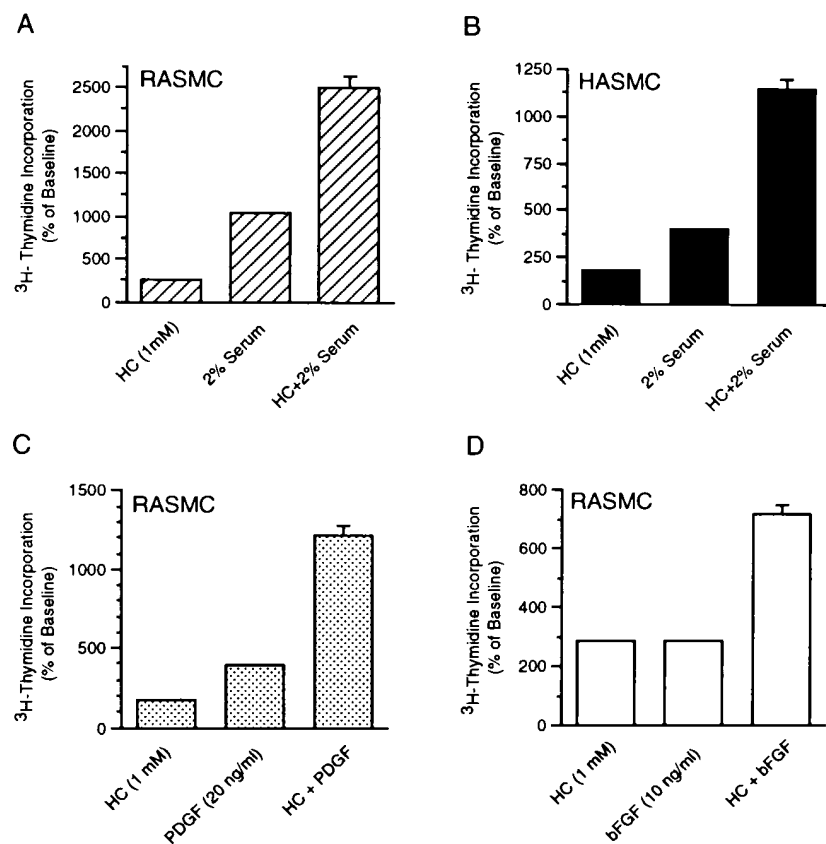 A
RASMC
³H- Thymidine Incorporation
(% of Baseline)
2500
2000
1000
500
0
HC (1mM)
2% Serum
HC+2% Serum
B
HASMC
³H- Thymidine Incorporation
(% of Baseline)
1250
1000
750
500
250
0
HC (1mM)
2% Serum
HC+2% Serum
C
RASMC
³H-Thymidine Incorporation
(% of Baseline)
1500
1000
500
0
HC (1 mM)
PDGF (20 ng/ml)
HC + PDGF
D
RASMC
³H-Thymidine Incorporation
(% of Baseline)
800
600
400
200
0
HC (1 mM)
bFGF (10 ng/ml)
HC + bFGF